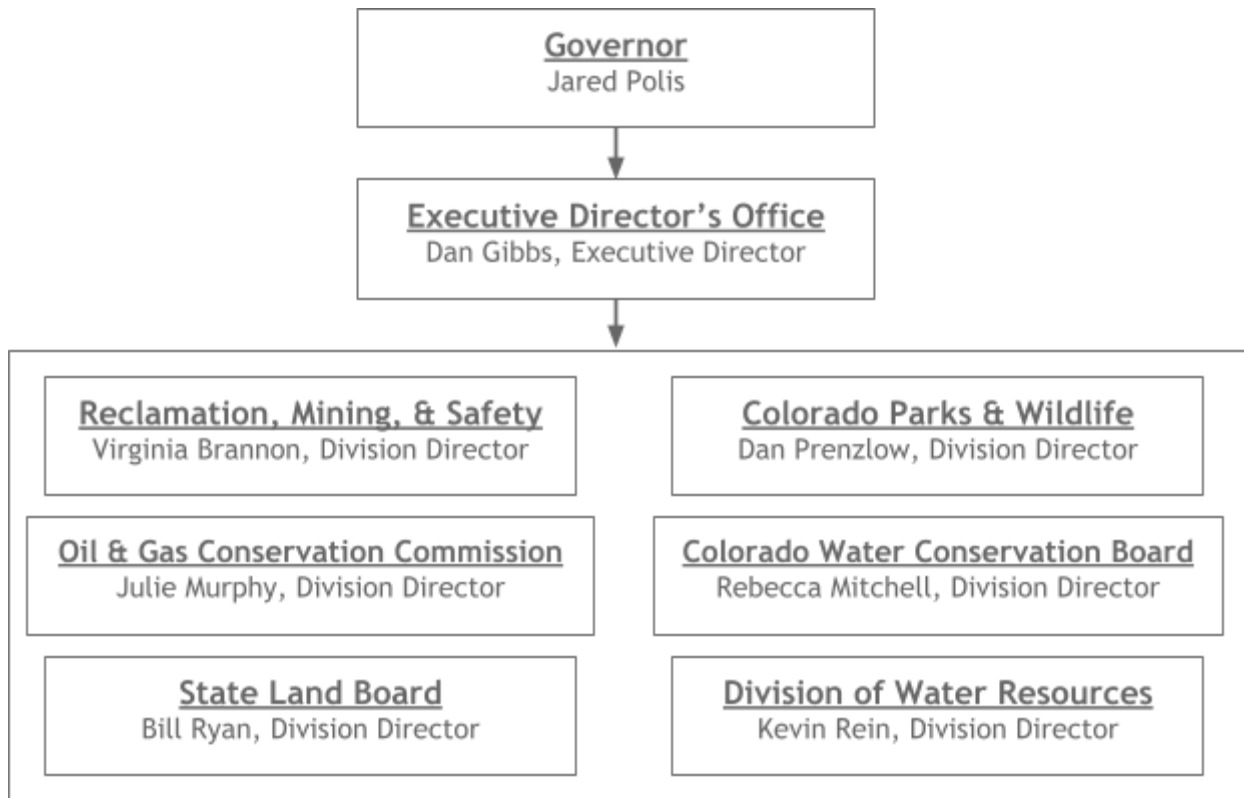 Governor
Jared Polis
Executive Director’s Office
Dan Gibbs, Executive Director
Reclamation, Mining, & Safety
Virginia Brannon, Division Director
Colorado Parks & Wildlife
Dan Prenzlow, Division Director
Oil & Gas Conservation Commission
Julie Murphy, Division Director
Colorado Water Conservation Board
Rebecca Mitchell, Division Director
State Land Board
Bill Ryan, Division Director
Division of Water Resources
Kevin Rein, Division Director